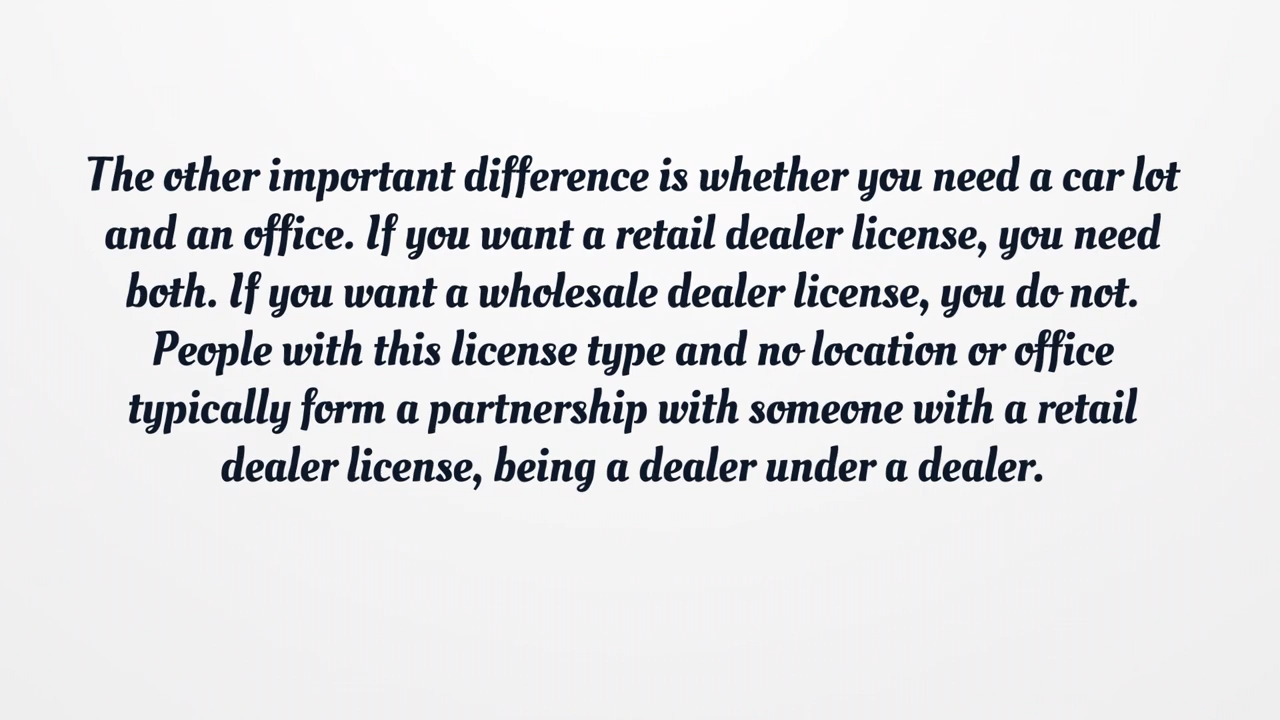 The other important difference is whether you need a car lot
and an office. If you want a retail dealer license, you need
both. If you want a wholesale dealer license, you do not.
People with this license type and no location or office
typically form a partnership with someone with a retail
dealer license, being a dealer under a dealer.